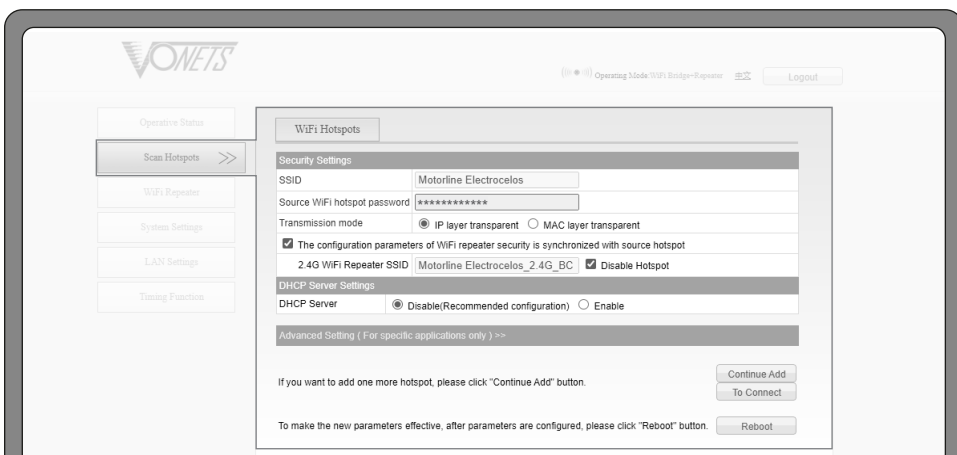 VONETS
Operating Mode:WiFi Bridge+Repeater 中文 Logout
Operative Status
Scan Hotspots >>
WiFi Repeater
System Settings
LAN Settings
Timing Function
WiFi Hotspots
Security Settings
SSID Motorline Electrocelos
Source WiFi hotspot password ************
Transmission mode IP layer transparent MAC layer transparent
The configuration parameters of WiFi repeater security is synchronized with source hotspot
2.4G WiFi Repeater SSID Motorline Electrocelos_2.4G_BC Disable Hotspot
DHCP Server Settings
DHCP Server Disable(Recommended configuration) Enable
Advanced Setting ( For specific applications only ) >>
If you want to add one more hotspot, please click "Continue Add" button. Continue Add
To Connect
To make the new parameters effective, after parameters are configured, please click "Reboot" button. Reboot